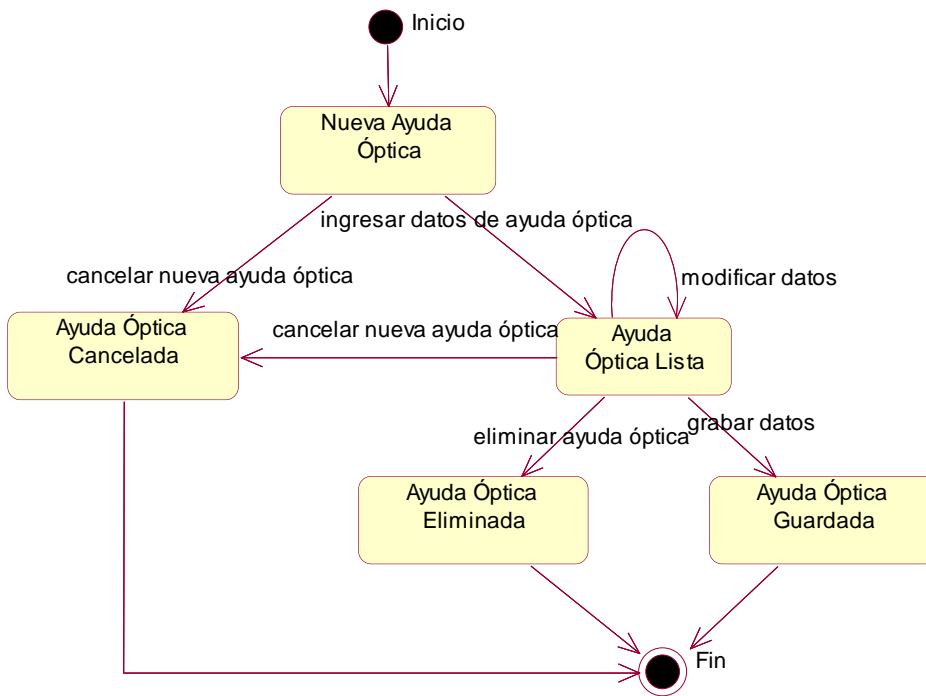 Inicio
Nueva Ayuda
Óptica
ingresar datos de ayuda óptica
cancelar nueva ayuda óptica
modificar datos
Ayuda Óptica
Cancelada
cancelar nueva ayuda óptica
Ayuda
Óptica Lista
eliminar ayuda óptica
grabar datos
Ayuda Óptica
Eliminada
Ayuda Óptica
Guardada
Fin